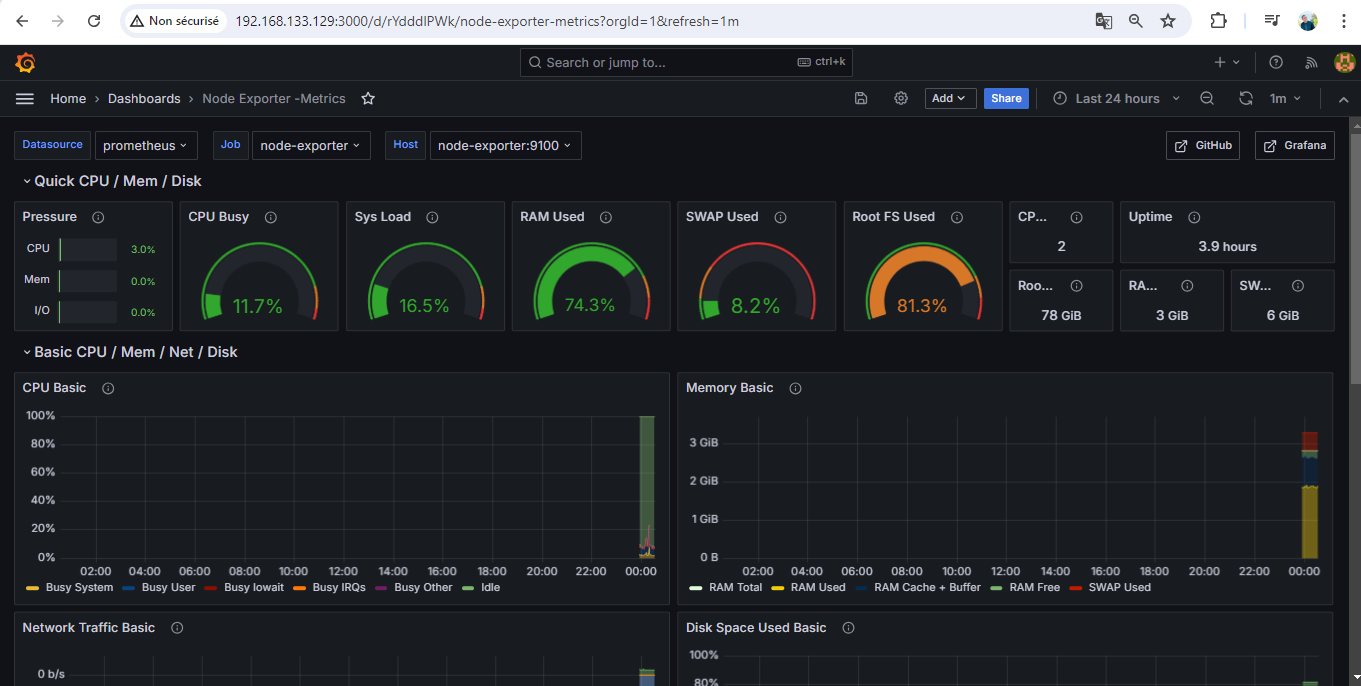 Non sécurisé 192.168.133.129:3000/d/rYdddlPWk/node-exporter-metrics?orgId=1&refresh=1m
Search or jump to... ctrl+k
Home › Dashboards › Node Exporter -Metrics Add Share Last 24 hours 1m
Datasource prometheus Job node-exporter Host node-exporter:9100 GitHub Grafana
Quick CPU / Mem / Disk
Pressure CPU Busy Sys Load RAM Used SWAP Used Root FS Used CP... Uptime
CPU 3.0% 2 3.9 hours
Mem 0.0% Roo... RA... SW...
I/O 0.0% 11.7% 16.5% 74.3% 8.2% 81.3% 78 GiB 3 GiB 6 GiB
Basic CPU / Mem / Net / Disk
CPU Basic
100%
80%
60%
40%
20%
0%
02:00 04:00 06:00 08:00 10:00 12:00 14:00 16:00 18:00 20:00 22:00 00:00
Busy System Busy User Busy Iowait Busy IRQs Busy Other Idle
Memory Basic
3 GiB
2 GiB
1 GiB
0 B
02:00 04:00 06:00 08:00 10:00 12:00 14:00 16:00 18:00 20:00 22:00 00:00
RAM Total RAM Used RAM Cache + Buffer RAM Free SWAP Used
Network Traffic Basic
0 b/s
Disk Space Used Basic
100%
80%